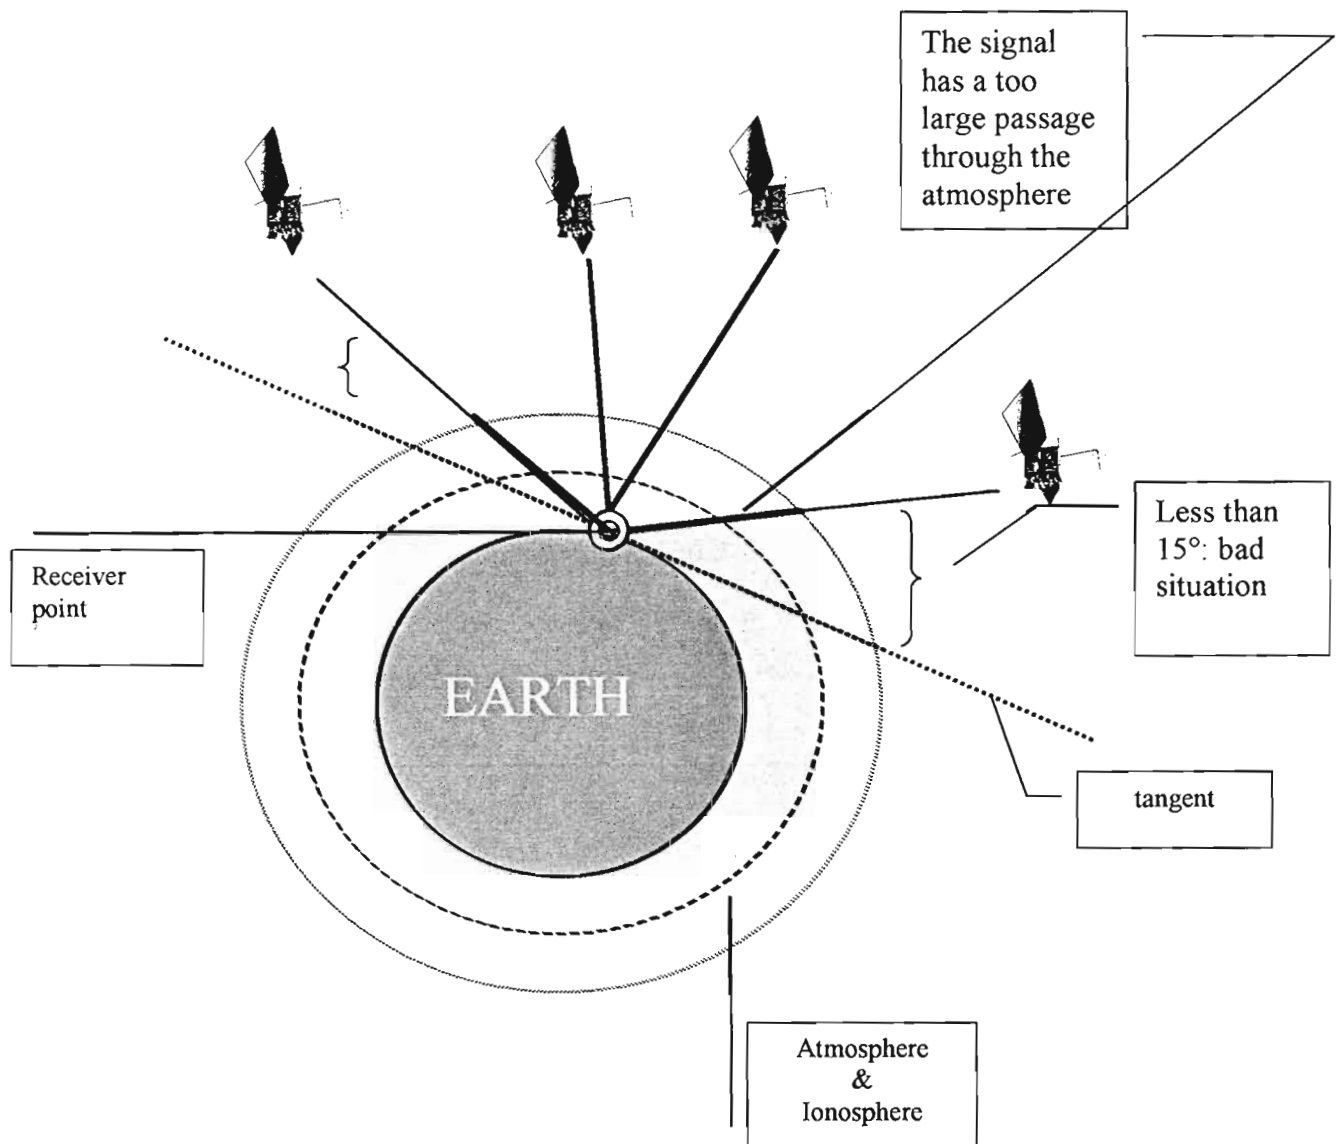 The signal
has a too
large passage
through the
atmosphere
Less than
15°: bad
situation
Receiver
point
EARTH
tangent
Atmosphere
&
Ionosphere